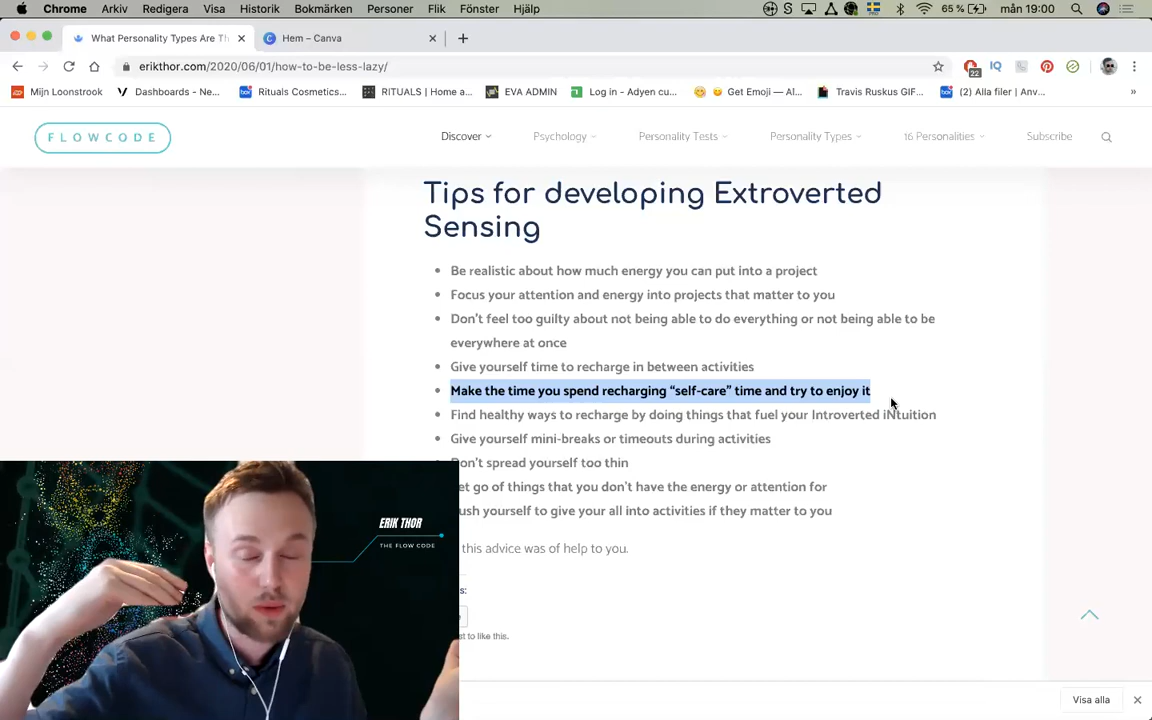 Chrome Arkiv Redigera Visa Historik Bokmärken Personer Flik Fönster Hjälp 65 % mån 19:00
What Personality Types Are Th Hem – Canva
erikthor.com/2020/06/01/how-to-be-less-lazy/ 22
Mijn Loonstrook Dashboards - Ne... Rituals Cosmetics... RITUALS | Home a... EVA ADMIN Log in - Adyen cu... Get Emoji — Al... Travis Ruskus GIF... (2) Alla filer | Anv... »
FLOWCODE Discover Psychology Personality Tests Personality Types 16 Personalities Subscribe
Tips for developing Extroverted
Sensing
Be realistic about how much energy you can put into a project
Focus your attention and energy into projects that matter to you
Don't feel too guilty about not being able to do everything or not being able to be
everywhere at once
Give yourself time to recharge in between activities
Make the time you spend recharging “self-care” time and try to enjoy it
Find healthy ways to recharge by doing things that fuel your Introverted iNtuition
Give yourself mini-breaks or timeouts during activities
Don't spread yourself too thin
et go of things that you don't have the energy or attention for
ush yourself to give your all into activities if they matter to you
ERIK THOR
THE FLOW CODE
this advice was of help to you.
s:
st to like this.
Visa alla